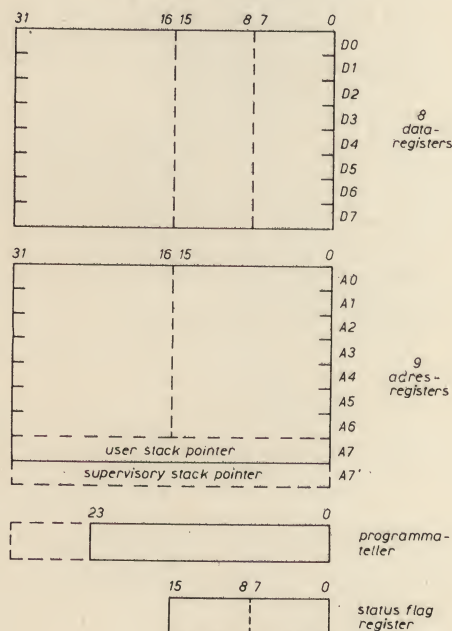 31 16 15 8 7 0
D0
D1
D2
D3
D4
D5
D6
D7
8
data-
registers
31 16 15 0
A0
A1
A2
A3
A4
A5
A6
A7
A7'
user stack pointer
supervisory stack pointer
9
adres-
registers
23 0
programma-
teller
15 8 7 0
status flag
register